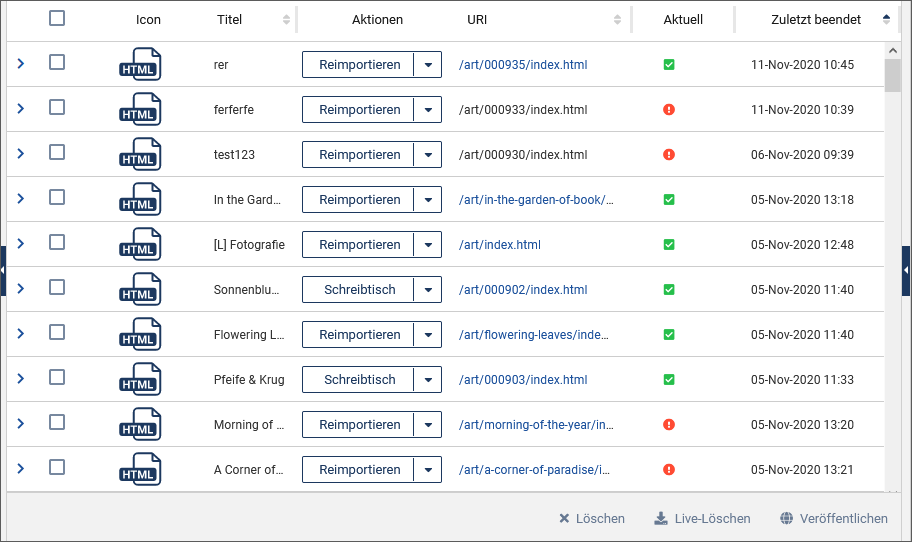 Icon Titel Aktionen URI Aktuell Zuletzt beendet
HTML rer Reimportieren /art/000935/index.html 11-Nov-2020 10:45
HTML ferferfe Reimportieren /art/000933/index.html 11-Nov-2020 10:39
HTML test123 Reimportieren /art/000930/index.html 06-Nov-2020 09:39
HTML In the Gard… Reimportieren /art/in-the-garden-of-book/… 05-Nov-2020 13:18
HTML [L] Fotografie Reimportieren /art/index.html 05-Nov-2020 12:48
HTML Sonnenblu… Schreibtisch /art/000902/index.html 05-Nov-2020 11:40
HTML Flowering L… Reimportieren /art/flowering-leaves/inde… 05-Nov-2020 11:40
HTML Pfeife & Krug Schreibtisch /art/000903/index.html 05-Nov-2020 11:33
HTML Morning of … Reimportieren /art/morning-of-the-year/in… 05-Nov-2020 13:20
HTML A Corner of… Reimportieren /art/a-corner-of-paradise/i… 05-Nov-2020 13:21
Löschen Live-Löschen Veröffentlichen